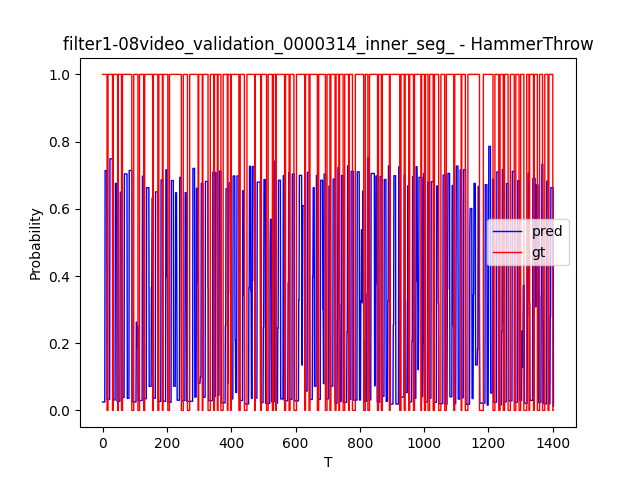 filter1-08video_validation_0000314_inner_seg_ - HammerThrow
1.0
0.8
0.6
0.4
0.2
0.0
Probability
pred
gt
0 200 400 600 800 1000 1200 1400
T